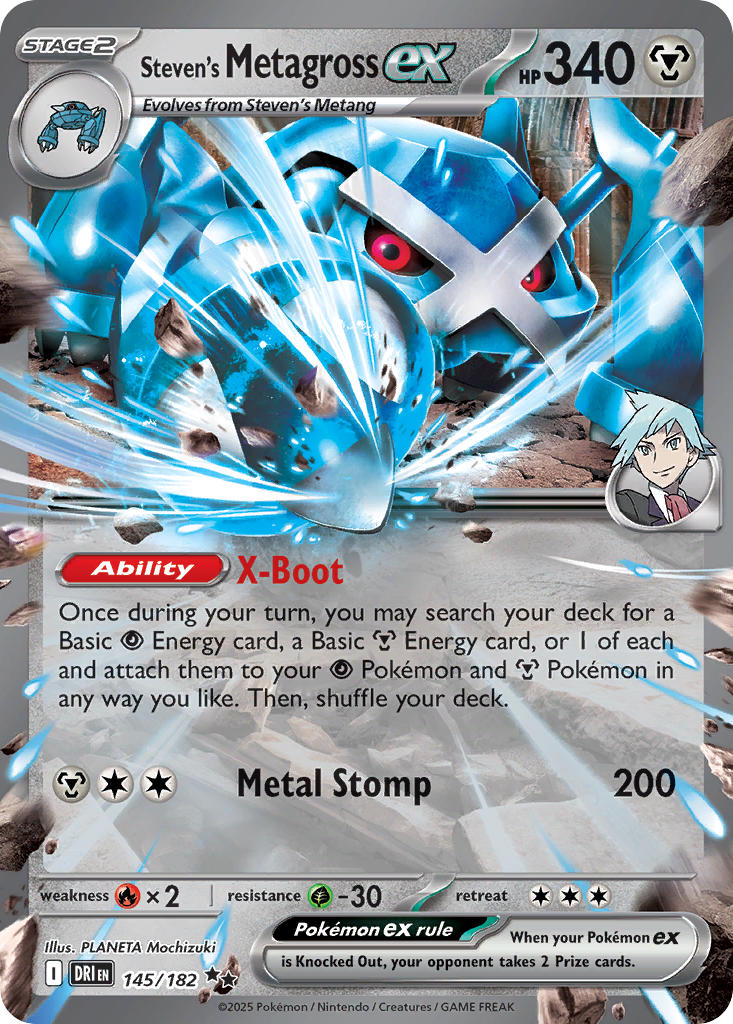 STAGE2
Steven's Metagross ex HP 340
Evolves from Steven's Metang
Ability X-Boot
Once during your turn, you may search your deck for a
Basic Energy card, a Basic Energy card, or 1 of each
and attach them to your Pokémon and Pokémon in
any way you like. Then, shuffle your deck.
Metal Stomp 200
weakness ×2 resistance -30 retreat
Illus. PLANETA Mochizuki
Pokémon ex rule When your Pokémon ex
is Knocked Out, your opponent takes 2 Prize cards.
I DRI EN 145/182
©2025 Pokémon / Nintendo / Creatures / GAME FREAK